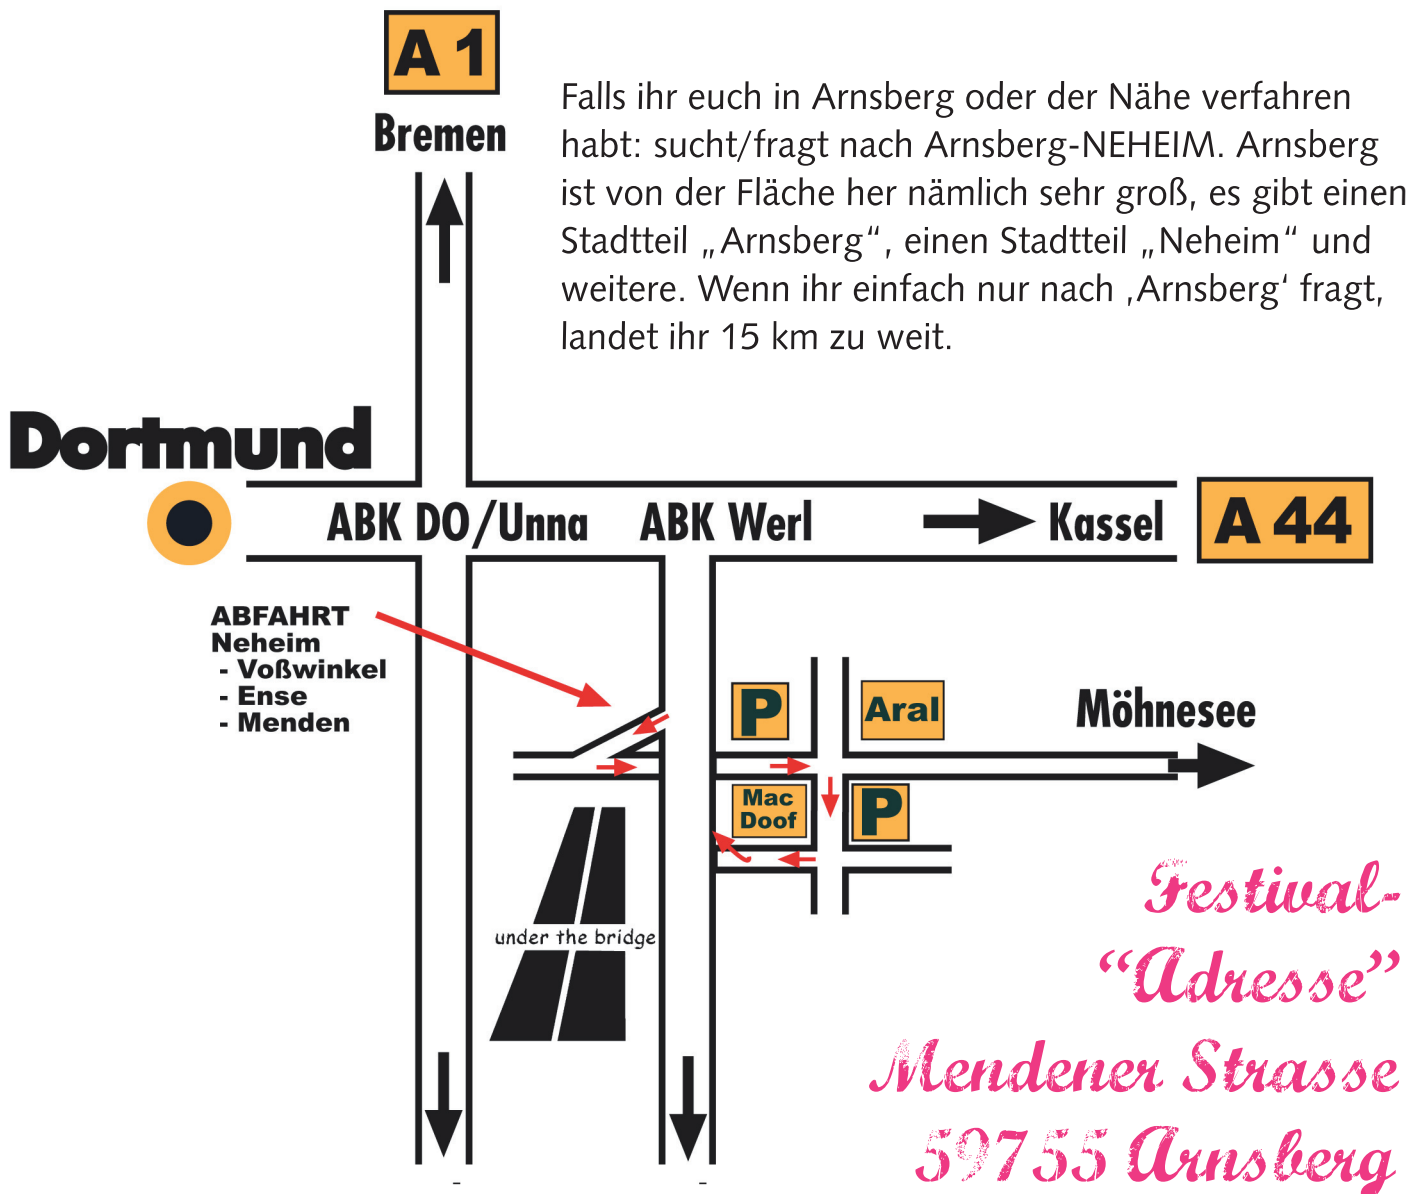 A 1
Bremen
Falls ihr euch in Arnsberg oder der Nähe verfahren
habt: sucht/fragt nach Arnsberg-NEHEIM. Arnsberg
ist von der Fläche her nämlich sehr groß, es gibt einen
Stadtteil „Arnsberg“, einen Stadtteil „Neheim“ und
weitere. Wenn ihr einfach nur nach ‚Arnsberg‘ fragt,
landet ihr 15 km zu weit.
Dortmund
ABK DO/Unna
ABK Werl
Kassel
A 44
ABFAHRT
Neheim
- Voßwinkel
- Ense
- Menden
P
Aral
Möhnesee
Mac
Doof
P
under the bridge
Festival-
“Adresse”
Mendener Strasse
59755 Arnsberg